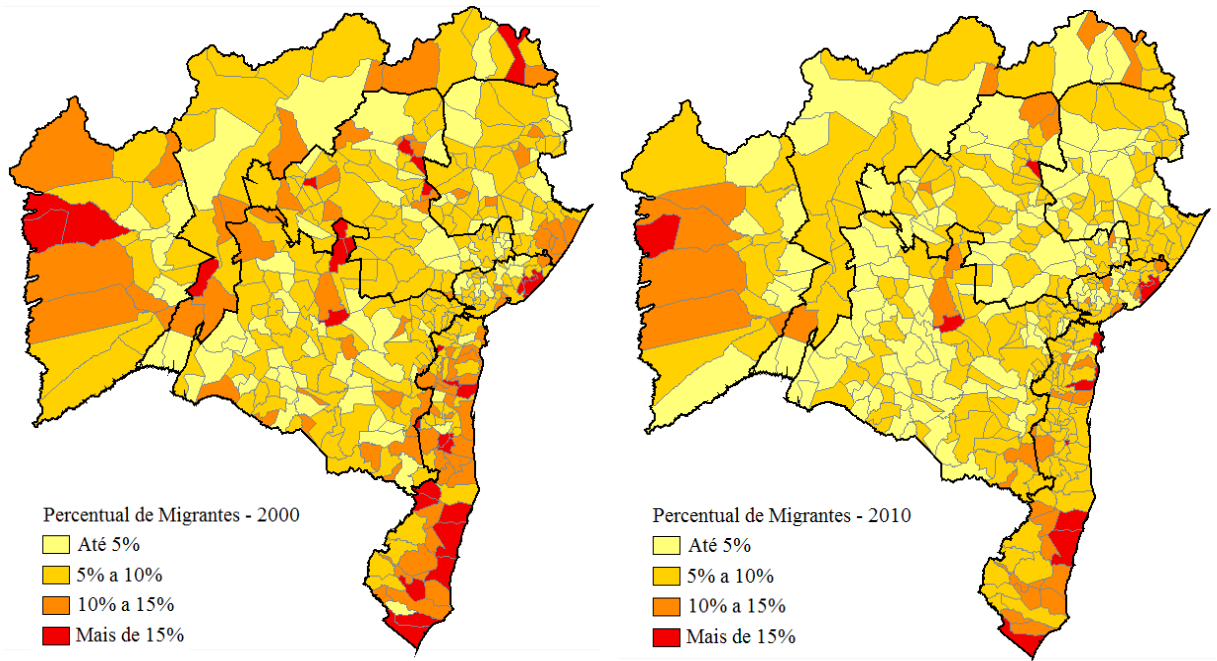 Percentual de Migrantes - 2000
Até 5%
5% a 10%
10% a 15%
Mais de 15%
Percentual de Migrantes - 2010
Até 5%
5% a 10%
10% a 15%
Mais de 15%